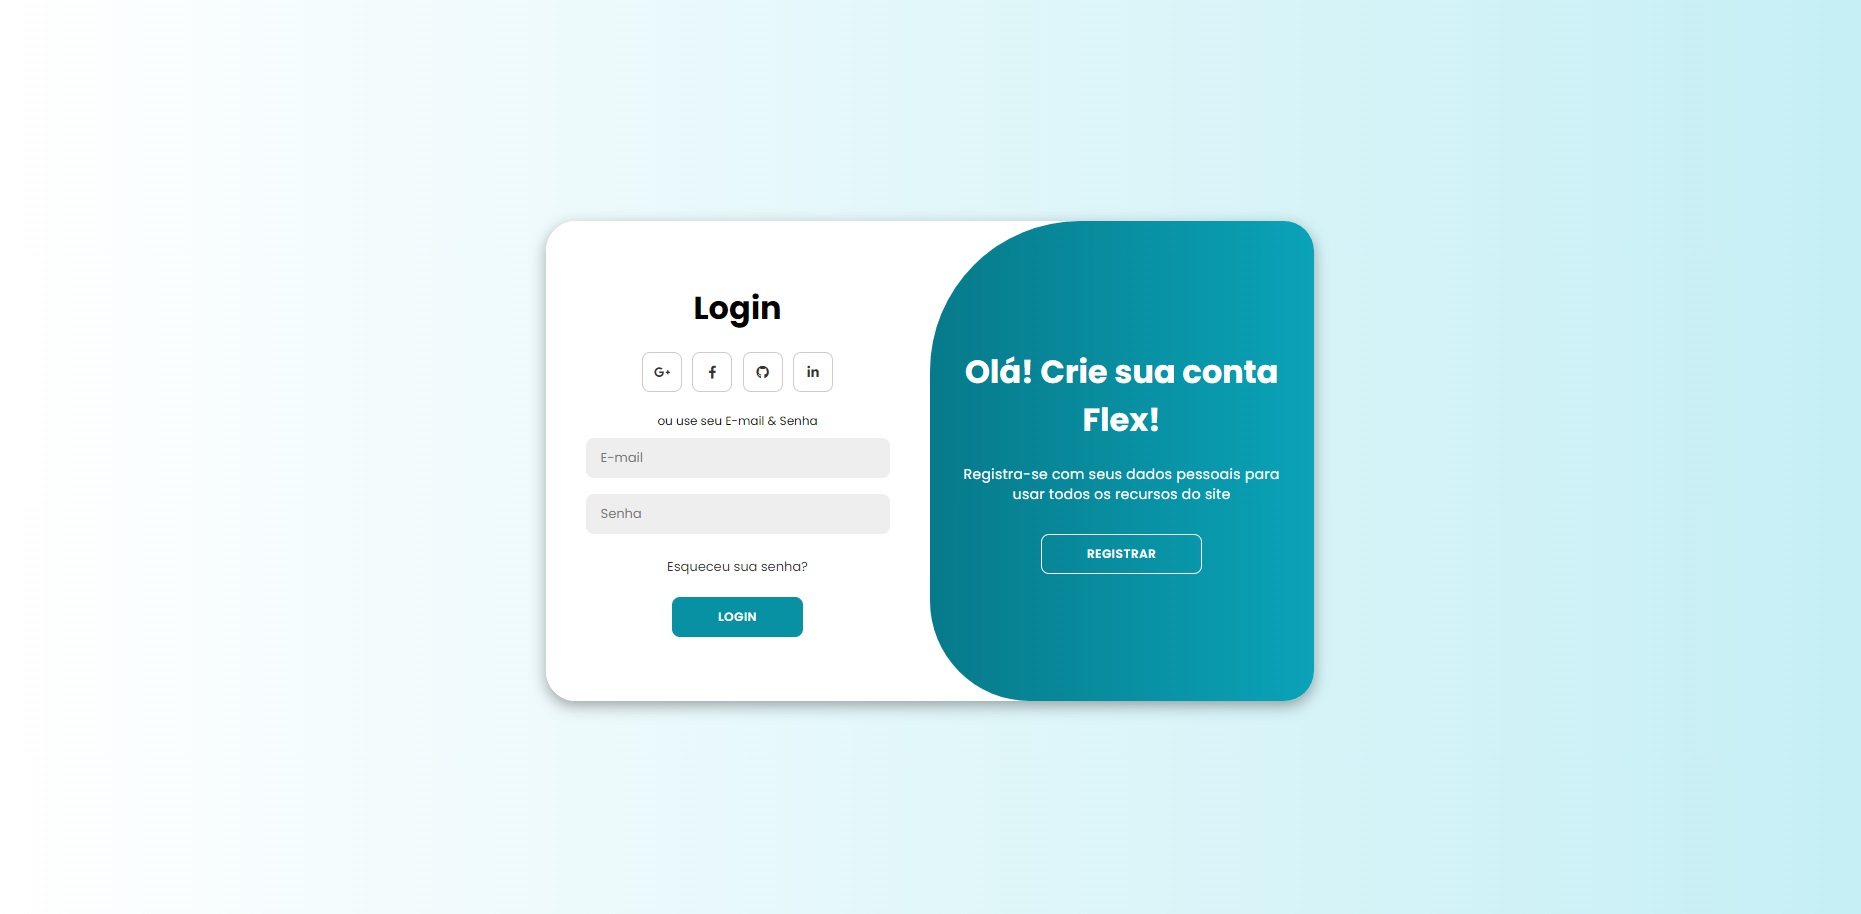 Login
G+
f
in
ou use seu E-mail & Senha
E-mail
Senha
Esqueceu sua senha?
LOGIN
Olá! Crie sua conta
Flex!
Registra-se com seus dados pessoais para
usar todos os recursos do site
REGISTRAR